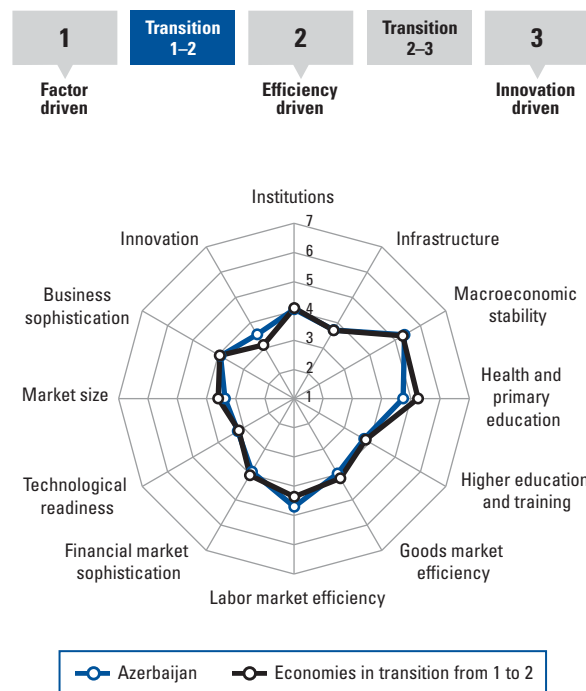 1
Transition
1–2
2
Transition
2–3
3
Factor
driven
Efficiency
driven
Innovation
driven
Institutions
7
6
5
4
3
2
1
Infrastructure
Macroeconomic
stability
Health and
primary
education
Higher education
and training
Goods market
efficiency
Labor market efficiency
Financial market
sophistication
Technological
readiness
Market size
Business
sophistication
Innovation
Azerbaijan
Economies in transition from 1 to 2